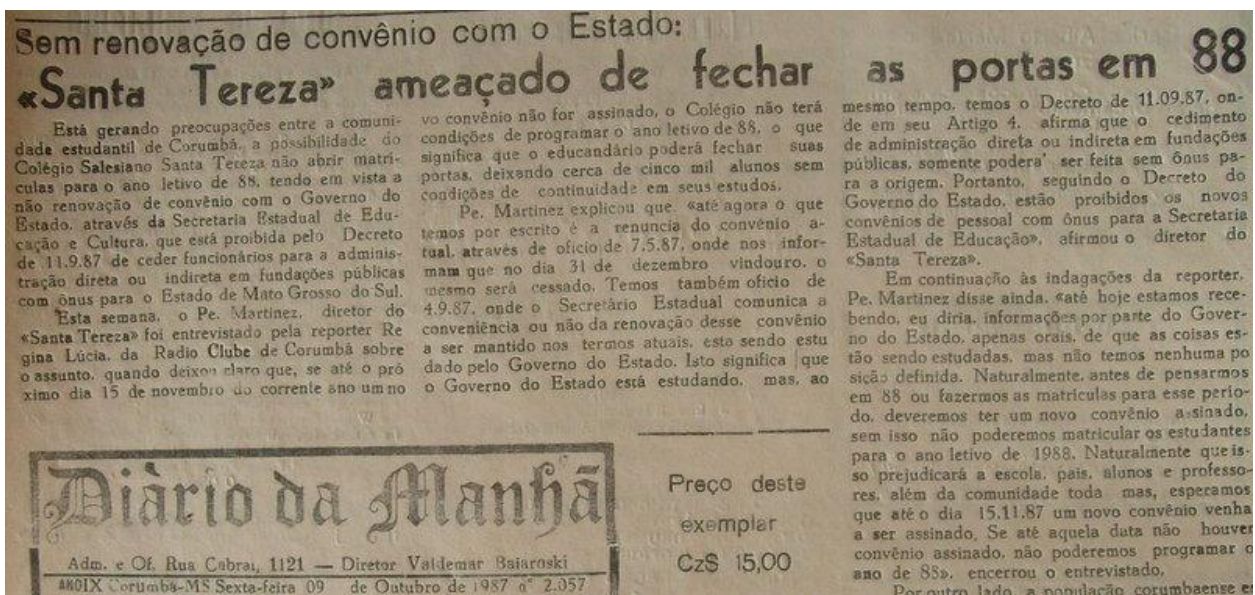 Sem renovação de convênio com o Estado:
«Santa Tereza» ameaçado de fechar as portas em 88
Está gerando preocupações entre a comuni-
dade estudantil de Corumbá, a possibilidade do
Colégio Salesiano Santa Tereza não abrir matrí-
culas para o ano letivo de 88, tendo em vista a
não renovação de convênio com o Governo do
Estado, através da Secretaria Estadual de Edu-
cação e Cultura, que está proibida pelo Decreto
de 11.9.87 de ceder funcionários para a adminis-
tração direta ou indireta em fundações públicas
com ônus para o Estado de Mato Grosso do Sul.
Esta semana, o Pe. Martinez, diretor do
«Santa Tereza» foi entrevistado pela reporter Re
gina Lúcia, da Radio Clube de Corumbá sobre
o assunto, quando deixou claro que, se até o pró
ximo dia 15 de novembro do corrente ano um no
vo convênio não for assinado, o Colégio não terá
condições de programar o ano letivo de 88, o que
significa que o educandário poderá fechar suas
portas, deixando cerca de cinco mil alunos sem
condições de continuidade em seus estudos.
Pe. Martinez explicou que, «até agora o que
temos por escrito é a renuncia do convênio a-
tual, através de oficio de 7.5.87, onde nos infor-
mam que no dia 31 de dezembro vindouro, o
mesmo será cessado. Temos também oficio de
4.9.87, onde o Secretário Estadual comunica a
conveniência ou não da renovação desse convênio
a ser mantido nos termos atuais, esta sendo estu
dado pelo Governo do Estado. Isto significa que
o Governo do Estado está estudando, mas, ao
mesmo tempo, temos o Decreto de 11.09.87, on-
de em seu Artigo 4, afirma que o cedimento
de administração direta ou indireta em fundações
públicas, somente podera' ser feita sem ônus pa-
ra a origem. Portanto, seguindo o Decreto do
Governo do Estado, estão proibidos os novos
convênios de pessoal com ônus para a Secretaria
Estadual de Educação», afirmou o diretor do
«Santa Tereza».
Em continuação às indagações da reporter,
Pe. Martinez disse ainda, «até hoje estamos rece-
bendo, eu diria, informações por parte do Gover-
no do Estado, apenas orais, de que as coisas es-
tão sendo estudadas, mas não temos nenhuma po
sição definida. Naturalmente, antes de pensarmos
em 88 ou fazermos as matrículas para esse perío-
do, deveremos ter um novo convênio assinado,
sem isso não poderemos matricular os estudantes
para o ano letivo de 1988. Naturalmente que is-
so prejudicará a escola, pais, alunos e professo-
res, além da comunidade toda mas, esperamos
que até o dia 15.11.87 um novo convênio venha
a ser assinado. Se até aquela data não houver
convênio assinado, não poderemos programar o
ano de 88», encerrou o entrevistado.
Por outro lado, a população corumbaense
Diàrio da Manhã
Adm. e Of. Rua Cabral, 1121 — Diretor Valdemar Baiaroski
ANOIX Corumbá-MS Sexta-feira 09 de Outubro de 1987 nº 2.057
Preço deste
exemplar
Cz$ 15,00